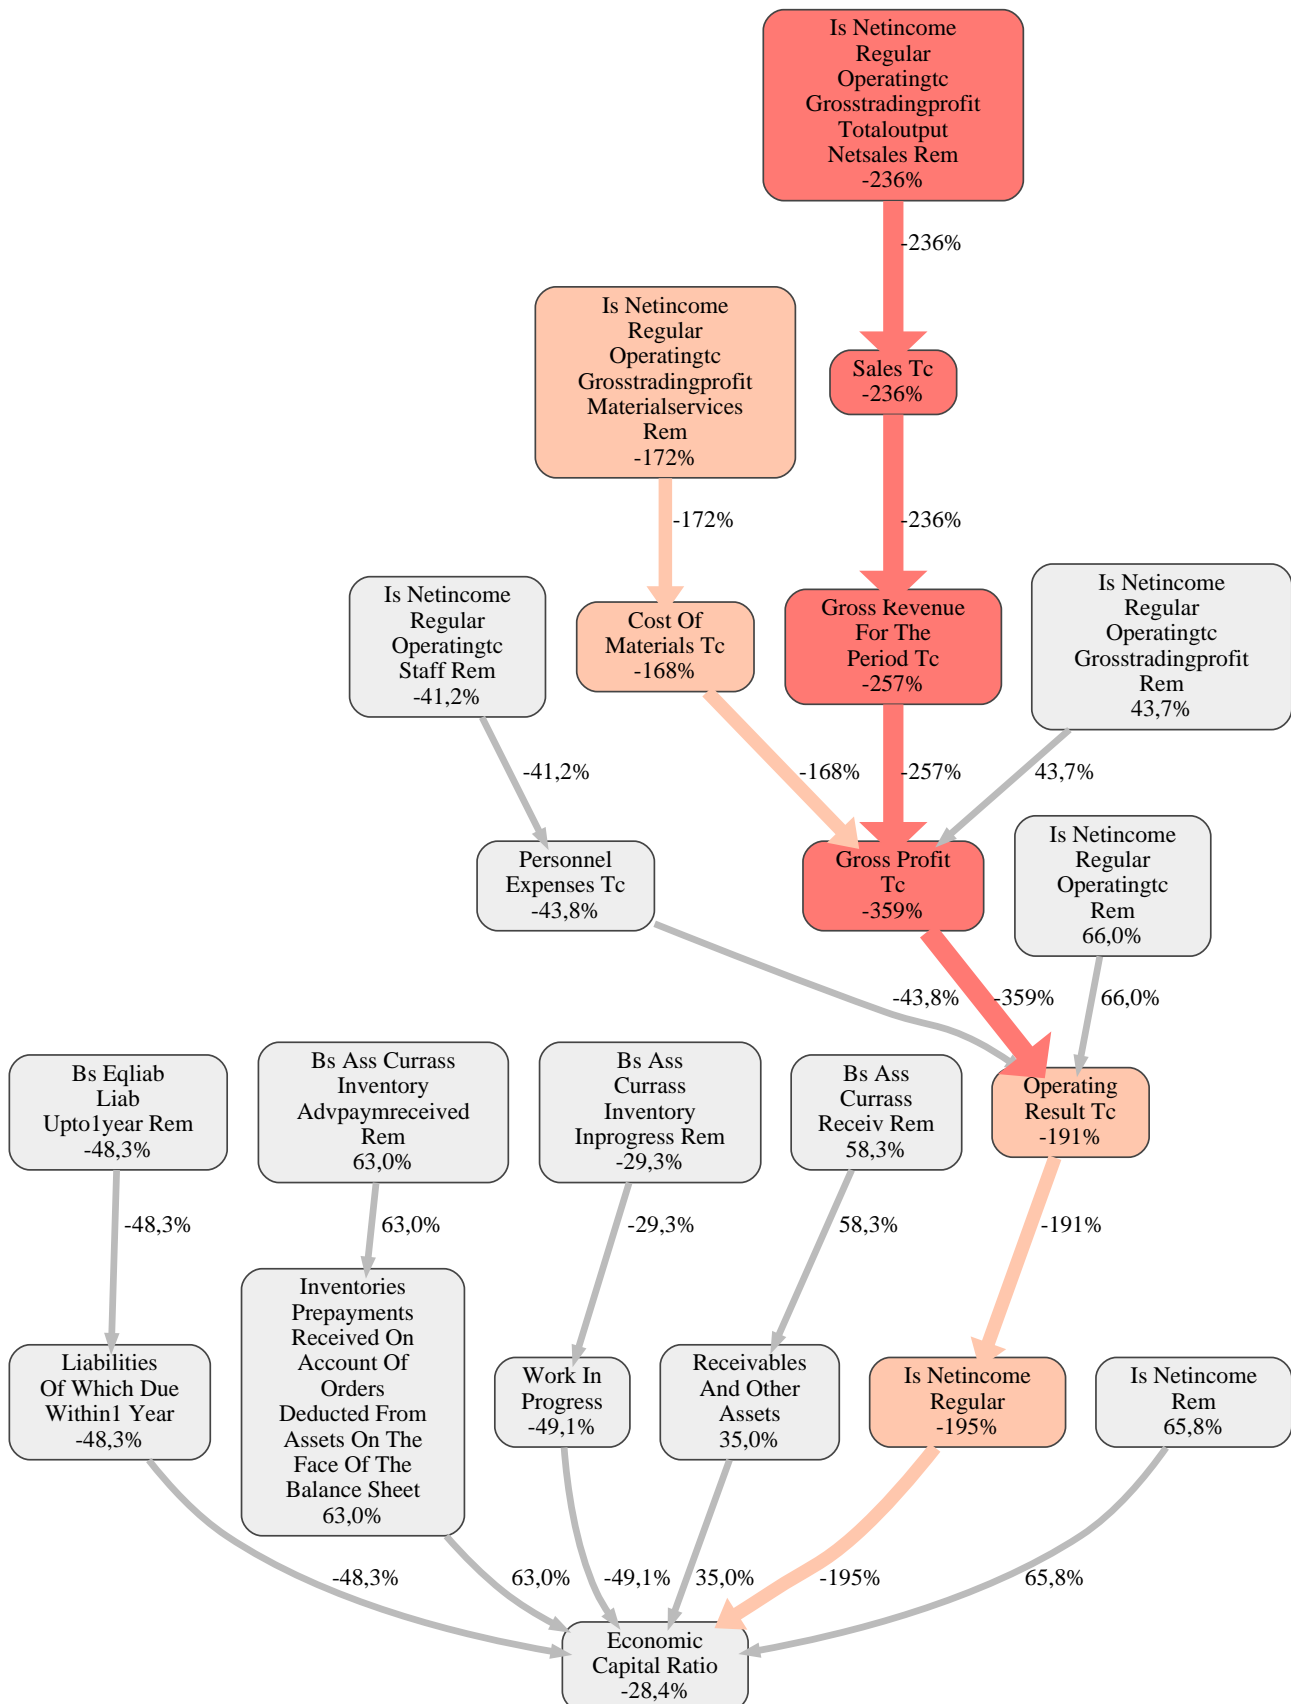 Is Netincome
Regular
Operatingtc
Grosstradingprofit
Totaloutput
Netsales Rem
-236%
-236%
Is Netincome
Regular
Operatingtc
Grosstradingprofit
Materialservices
Rem
-172%
Sales Tc
-236%
-172%
-236%
Is Netincome
Regular
Operatingtc
Staff Rem
-41,2%
Cost Of
Materials Tc
-168%
Gross Revenue
For The
Period Tc
-257%
Is Netincome
Regular
Operatingtc
Grosstradingprofit
Rem
43,7%
-41,2%
-168%
-257%
43,7%
Personnel
Expenses Tc
-43,8%
Gross Profit
Tc
-359%
Is Netincome
Regular
Operatingtc
Rem
66,0%
-43,8%
-359%
66,0%
Bs Eqliab
Liab
Upto1year Rem
-48,3%
Bs Ass Currass
Inventory
Advpaymreceived
Rem
63,0%
Bs Ass
Currass
Inventory
Inprogress Rem
-29,3%
Bs Ass
Currass
Receiv Rem
58,3%
Operating
Result Tc
-191%
-48,3%
63,0%
-29,3%
58,3%
-191%
Liabilities
Of Which Due
Within1 Year
-48,3%
Inventories
Prepayments
Received On
Account Of
Orders
Deducted From
Assets On The
Face Of The
Balance Sheet
63,0%
Work In
Progress
-49,1%
Receivables
And Other
Assets
35,0%
Is Netincome
Regular
-195%
Is Netincome
Rem
65,8%
-48,3%
63,0%
-49,1%
35,0%
-195%
65,8%
Economic
Capital Ratio
-28,4%